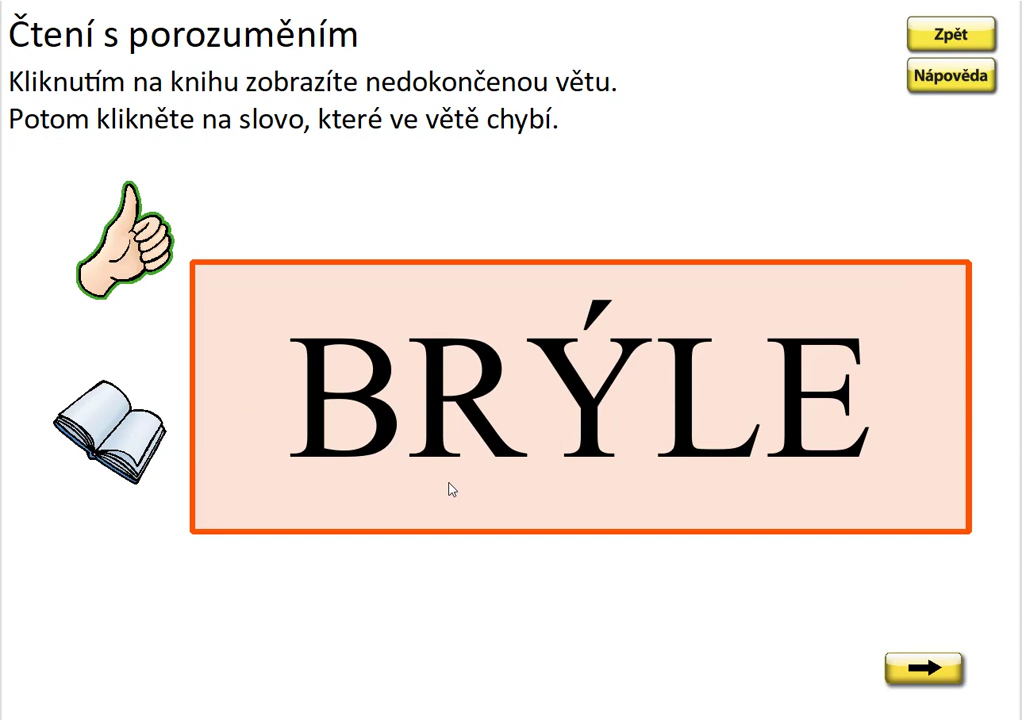 Čtení s porozuměním
Zpět
Kliknutím na knihu zobrazíte nedokončenou větu.
Nápověda
Potom klikněte na slovo, které ve větě chybí.
BRÝLE